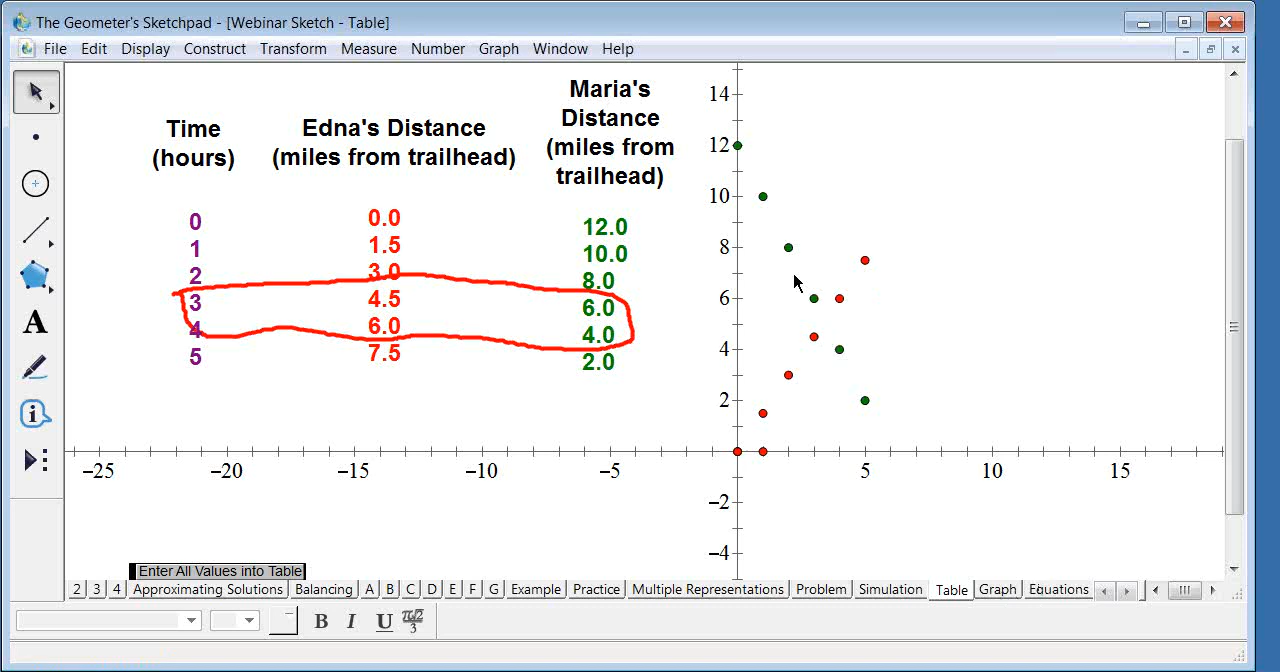 The Geometer's Sketchpad - [Webinar Sketch - Table]
File Edit Display Construct Transform Measure Number Graph Window Help
Time
(hours)
Edna's Distance
(miles from trailhead)
Maria's
Distance
(miles from
trailhead)
0 0.0 12.0
1 1.5 10.0
2 3.0 8.0
3 4.5 6.0
4 6.0 4.0
5 7.5 2.0
14
12
10
8
6
4
2
−25 −20 −15 −10 −5 5 10 15
−2
−4
A
i
Enter All Values into Table
2 3 4 Approximating Solutions Balancing A B C D E F G Example Practice Multiple Representations Problem Simulation Table Graph Equations
B I U